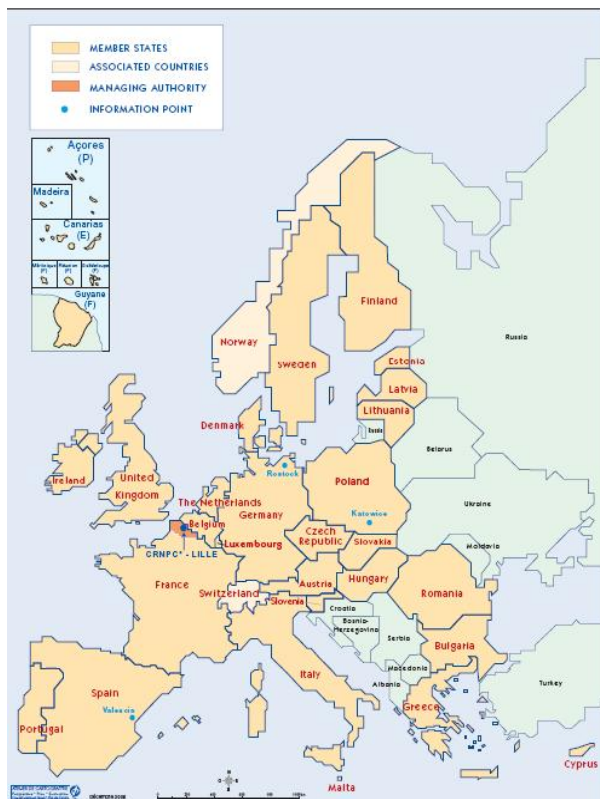 MEMBER STATES
ASSOCIATED COUNTRIES
MANAGING AUTHORITY
INFORMATION POINT
Açores
(P)
Madeira
Canarias
(E)
Guyane
(F)
Norway
Sweden
Finland
Russia
Estonia
Latvia
Lithuania
Russia
Belarus
Denmark
Ireland
United
Kingdom
The Netherlands
Rostock
Germany
Poland
Katowice
Ukraine
Belgium
CRNPC* - LILLE
Luxembourg
Czech
Republic
Slovakia
Moldavia
France
Switzerland
Austria
Hungary
Slovenia
Romania
Croatia
Bosnia-
Herzegovina
Serbia
Bulgaria
Italy
Macedonia
Albania
Spain
Valencia
Portugal
Greece
Turkey
Malta
Cyprus